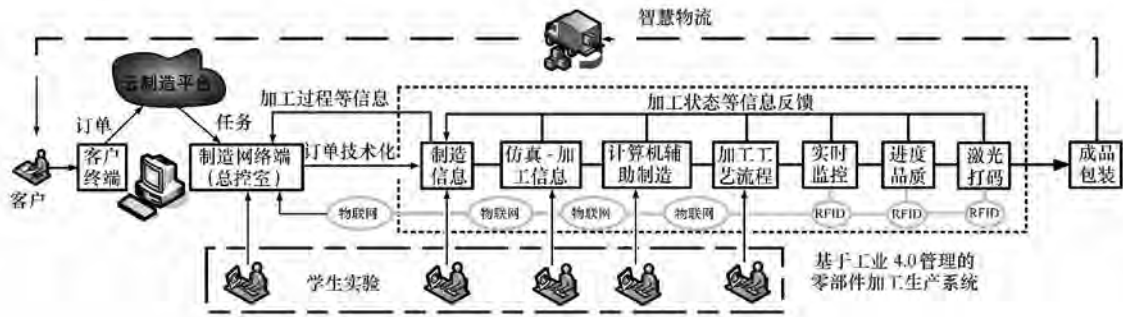 智慧物流
云制造平台
加工过程等信息
加工状态等信息反馈
订单
任务
客户
终端
制造网络端
(总控室)
订单技术化
制造
信息
仿真-加
工信息
计算机辅
助制造
加工工
艺流程
实时
监控
进度
品质
激光
打码
成品
包装
客户
物联网
物联网
物联网
物联网
RFID
RFID
RFID
学生实验
基于工业 4.0管理的
零部件加工生产系统